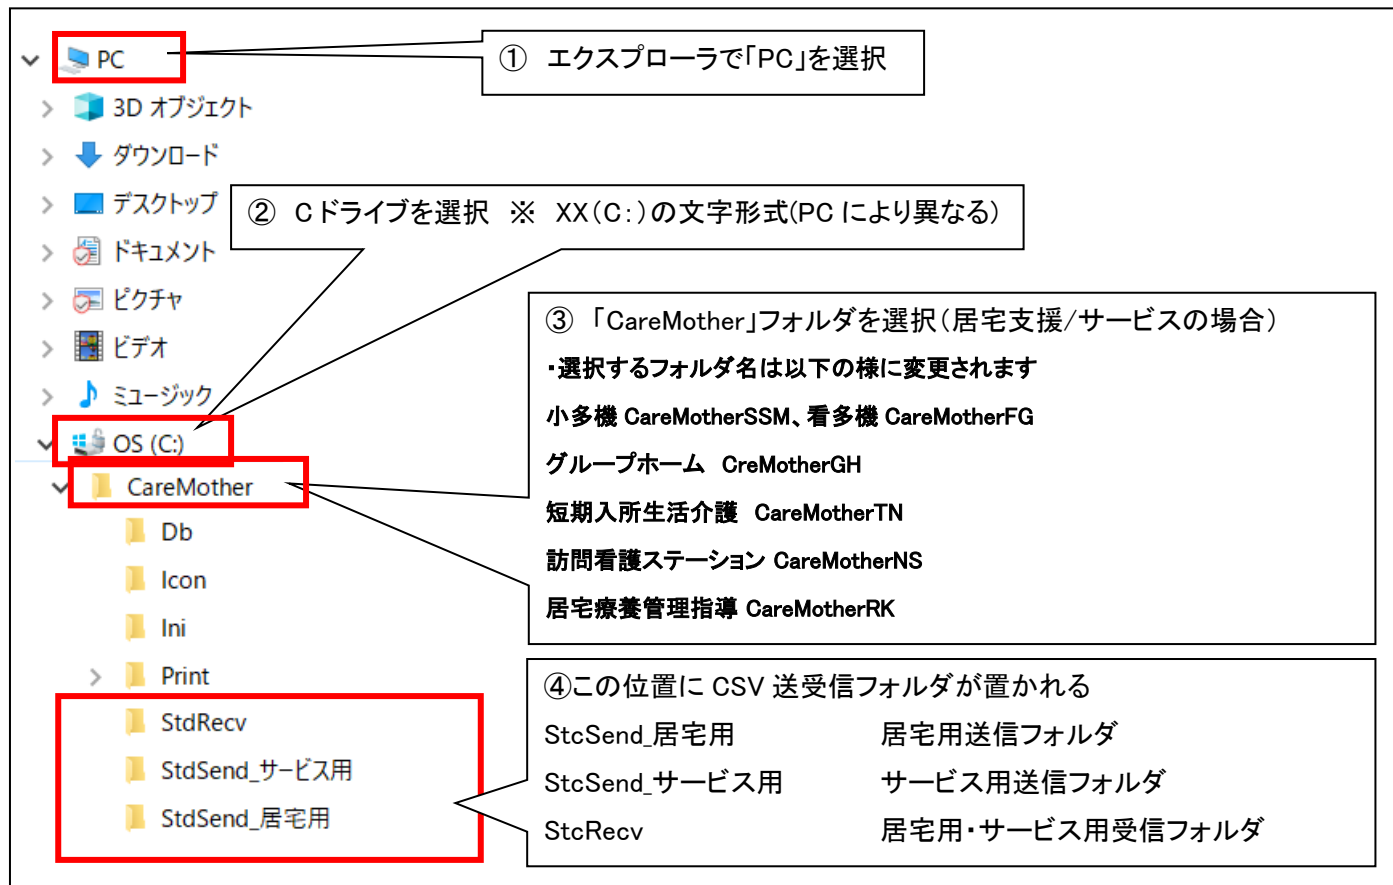 PC
① エクスプローラで「PC」を選択
3D オブジェクト
ダウンロード
デスクトップ
② Cドライブを選択 ※ XX(C:)の文字形式(PCにより異なる)
ドキュメント
ピクチャ
ビデオ
ミュージック
OS (C:)
CareMother
Db
Icon
Ini
Print
StdRecv
StdSend_サービス用
StdSend_居宅用
③ 「CareMother」フォルダを選択(居宅支援/サービスの場合)
・選択するフォルダ名は以下の様に変更されます
小多機 CareMotherSSM、看多機 CareMotherFG
グループホーム CreMotherGH
短期入所生活介護 CareMotherTN
訪問看護ステーション CareMotherNS
居宅療養管理指導 CareMotherRK
④この位置に CSV 送受信フォルダが置かれる
StcSend_居宅用 居宅用送信フォルダ
StcSend_サービス用 サービス用送信フォルダ
StcRecv 居宅用・サービス用受信フォルダ